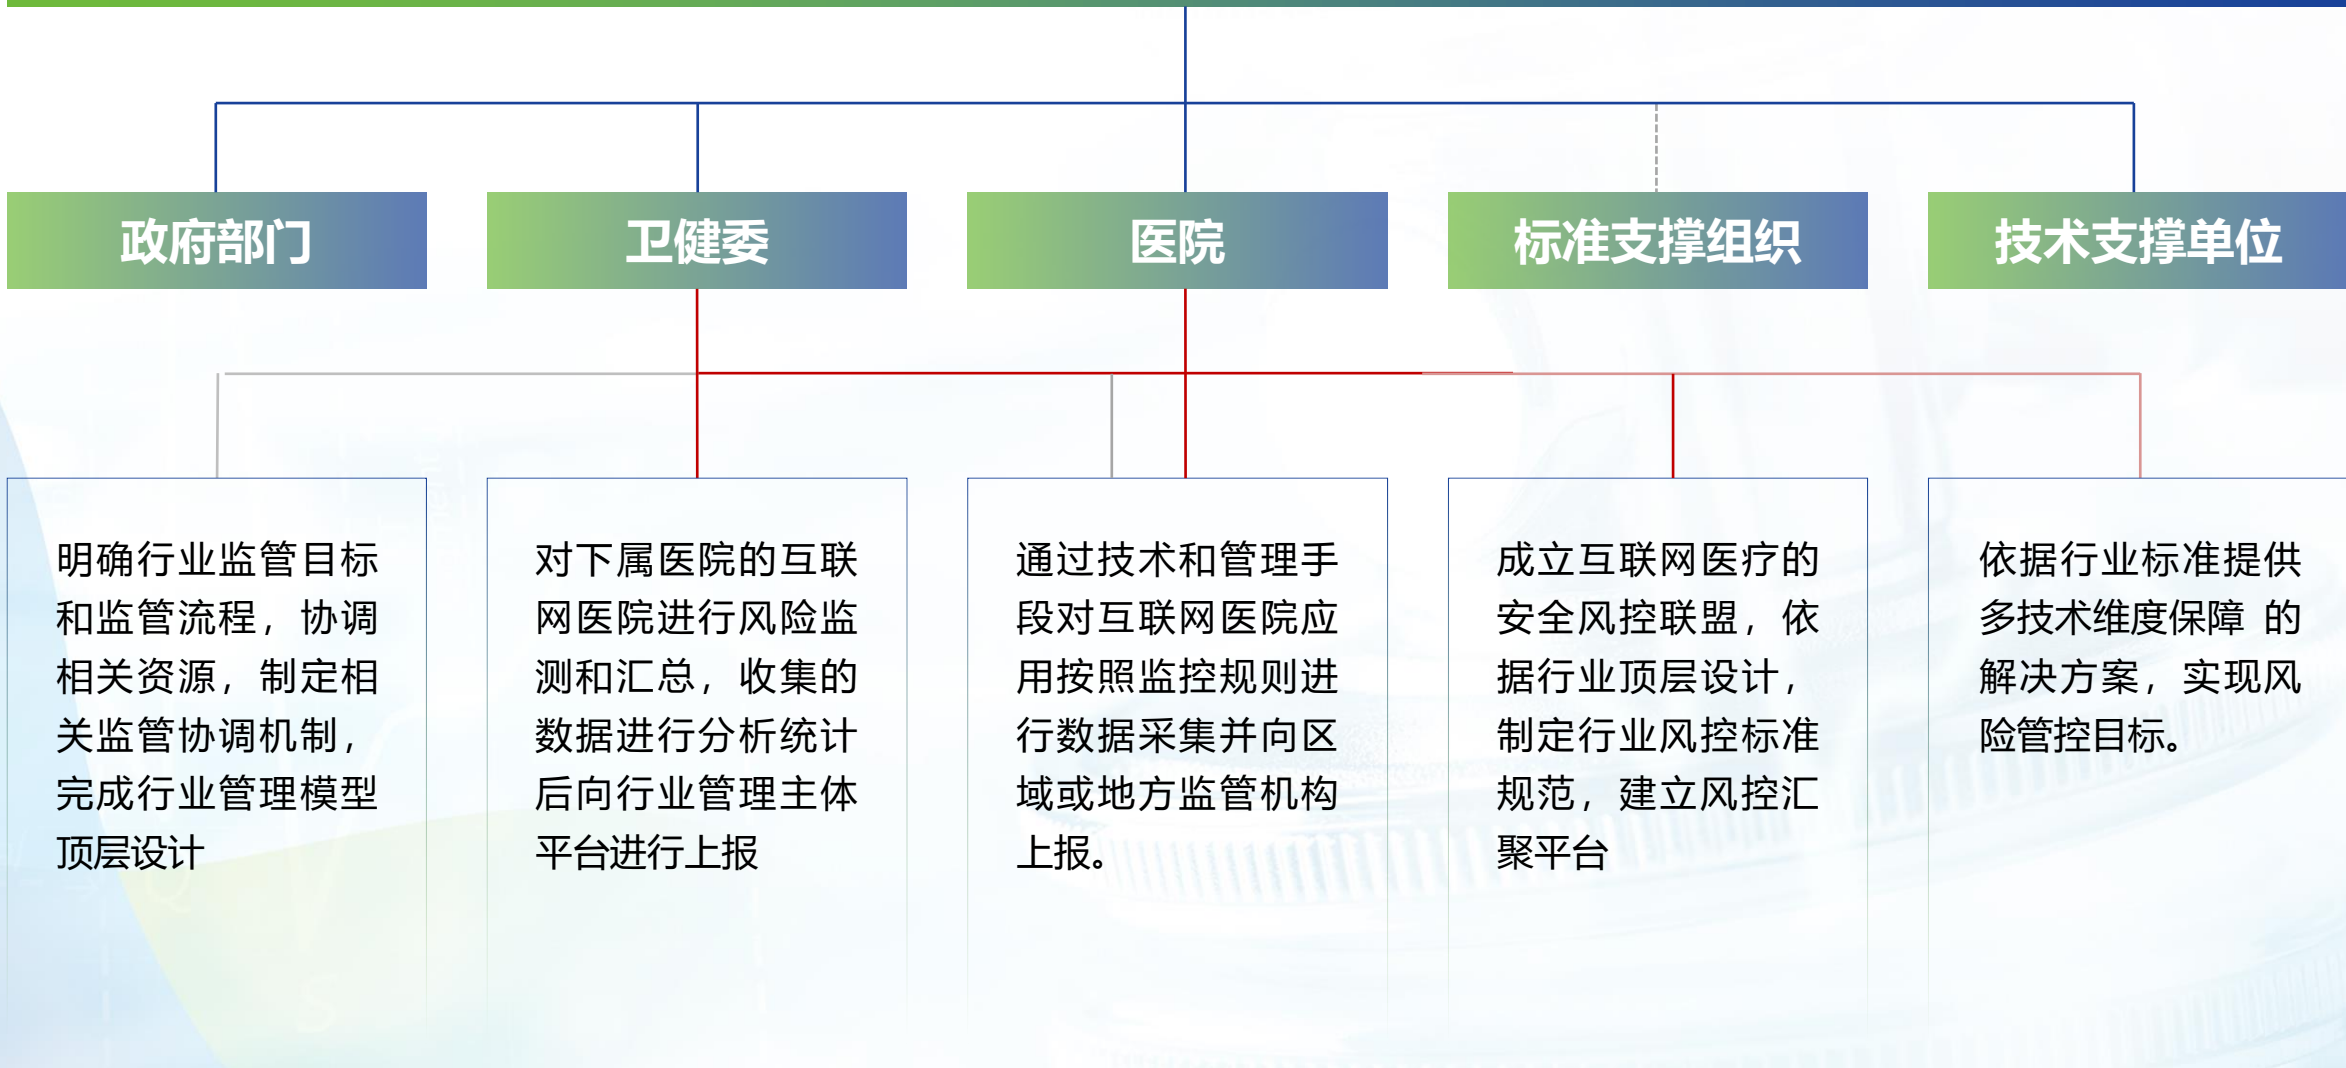 政府部门
卫健委
医院
标准支撑组织
技术支撑单位
明确行业监管目标
和监管流程，协调
相关资源，制定相
关监管协调机制，
完成行业管理模型
顶层设计
对下属医院的互联
网医院进行风险监
测和汇总，收集的
数据进行分析统计
后向行业管理主体
平台进行上报
通过技术和管理手
段对互联网医院应
用按照监控规则进
行数据采集并向区
域或地方监管机构
上报。
成立互联网医疗的
安全风控联盟，依
据行业顶层设计，
制定行业风控标准
规范，建立风控汇
聚平台
依据行业标准提供
多技术维度保障 的
解决方案，实现风
险管控目标。